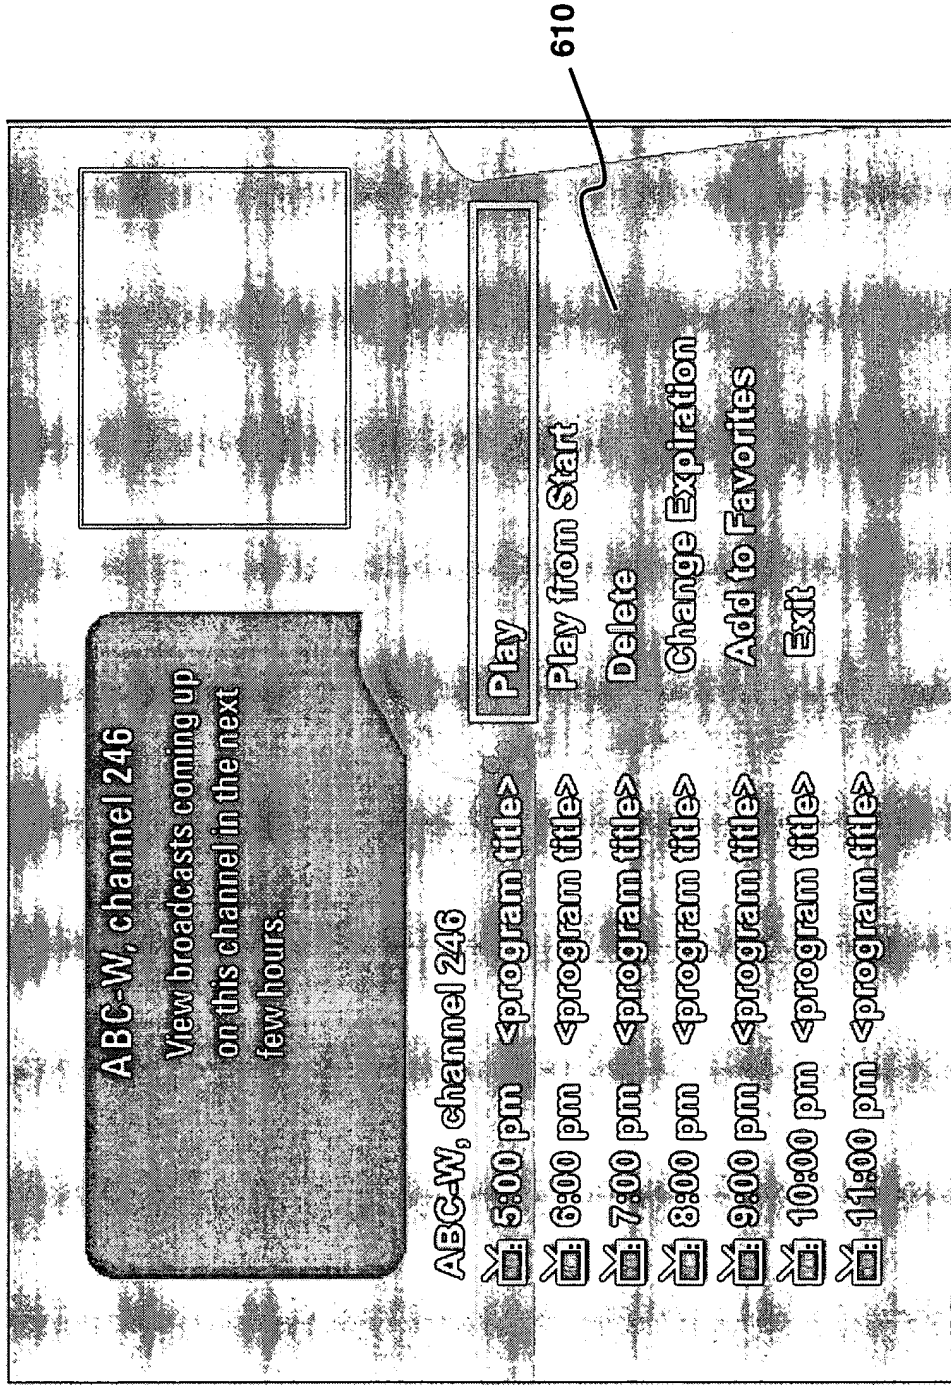 ABC-W, channel 246
View broadcasts coming up
on this channel in the next
few hours.
ABC-W, channel 246
5:00 pm <program title>
6:00 pm <program title>
7:00 pm <program title>
8:00 pm <program title>
9:00 pm <program title>
10:00 pm <program title>
11:00 pm <program title>
Play
Play from Start
Delete
Change Expiration
Add to Favorites
Exit
610